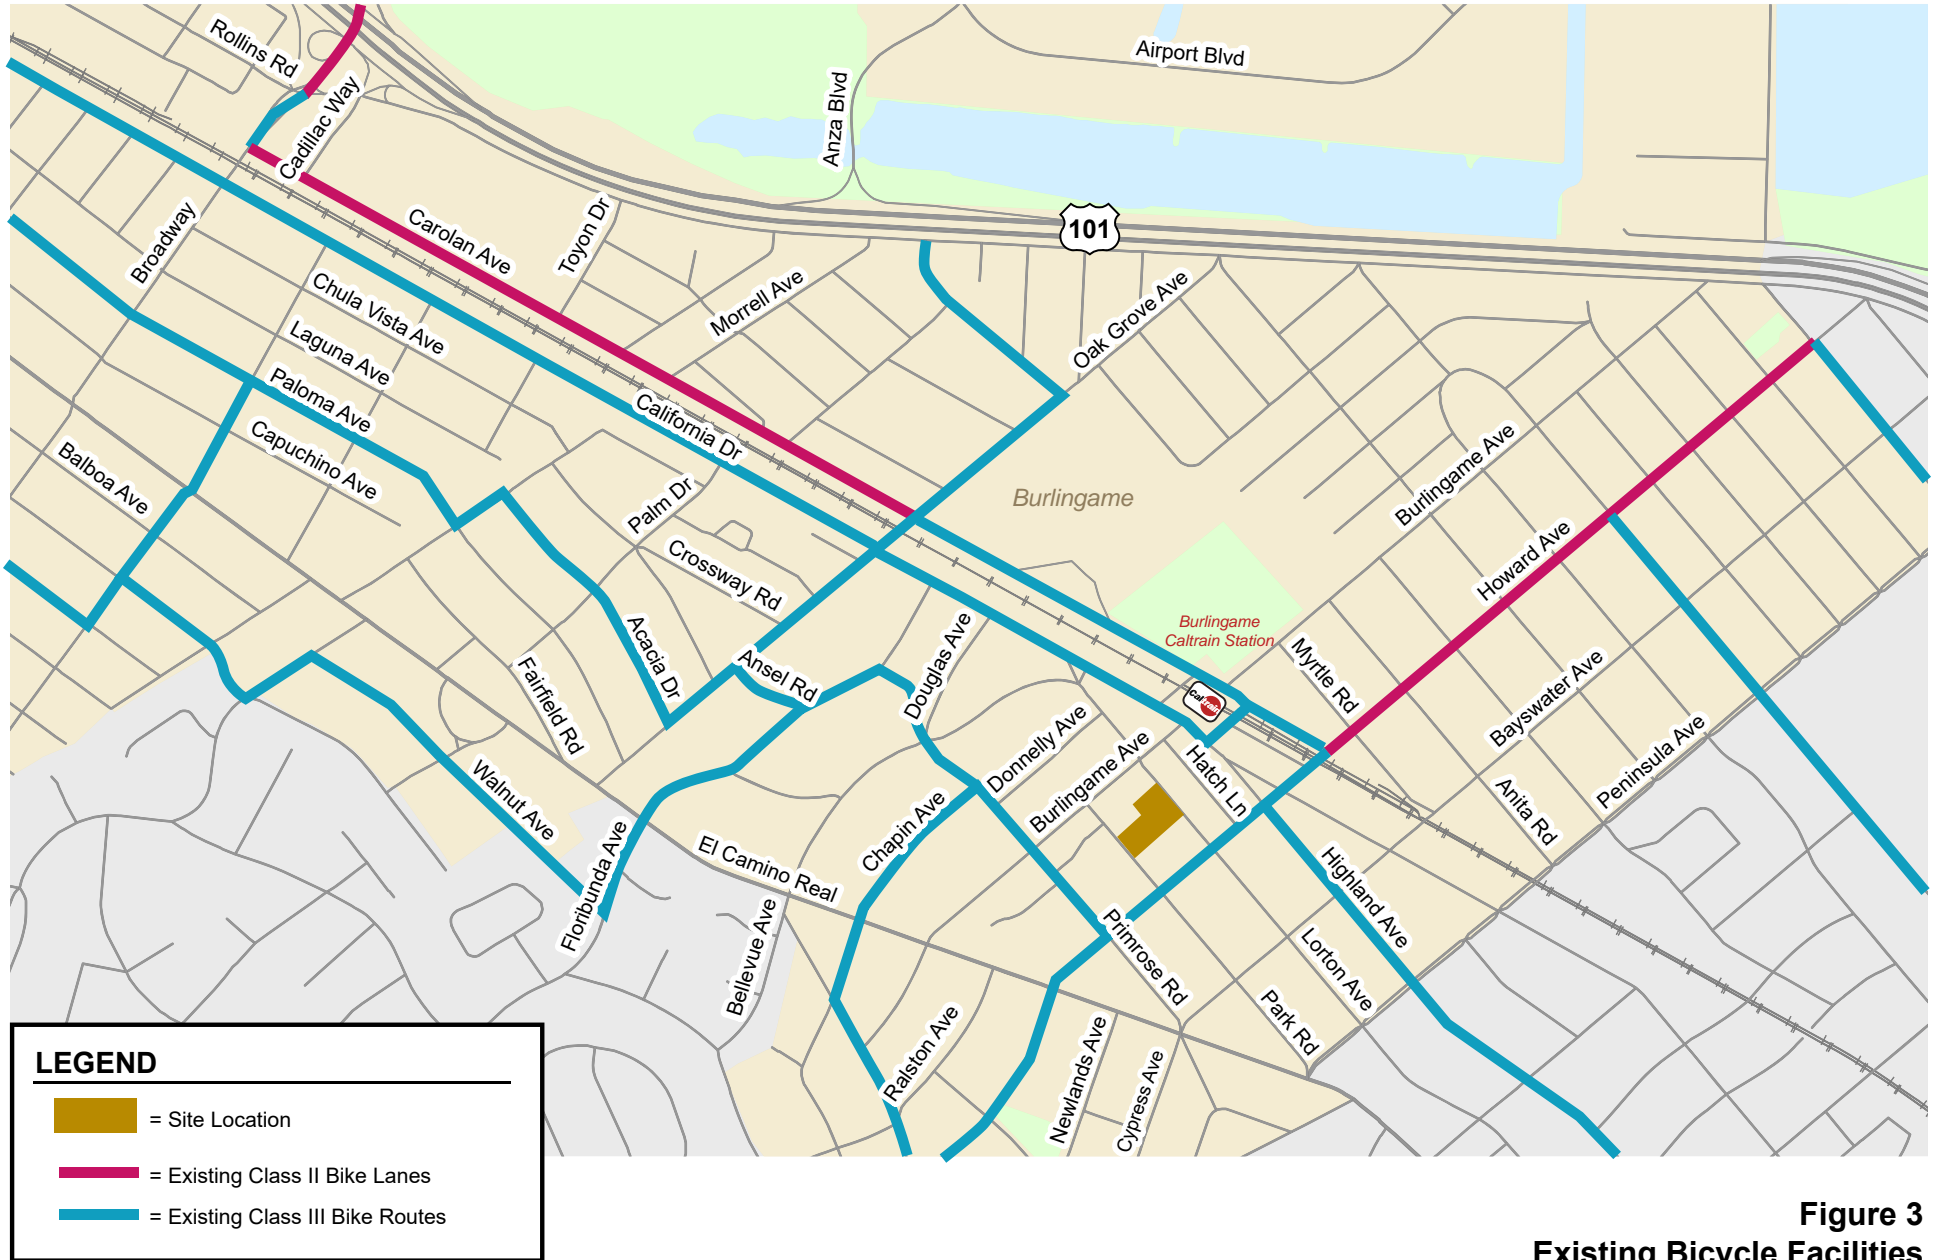 Rollins Rd
Cadillac Way
Airport Blvd
Anza Blvd
101
Broadway
Carolan Ave
Toyon Dr
Chula Vista Ave
Morrell Ave
Oak Grove Ave
Laguna Ave
Paloma Ave
California Dr
Capuchino Ave
Balboa Ave
Palm Dr
Burlingame
Burlingame Ave
Crossway Rd
Howard Ave
Acacia Dr
Ansel Rd
Douglas Ave
Burlingame
Caltrain Station
Caltrain
Myrtle Rd
Fairfield Rd
Bayswater Ave
Donnelly Ave
Burlingame Ave
Hatch Ln
Peninsula Ave
Anita Rd
Walnut Ave
Chapin Ave
Floribunda Ave
El Camino Real
Highland Ave
Bellevue Ave
Primrose Rd
Lorton Ave
Park Rd
Ralston Ave
Newlands Ave
Cypress Ave
LEGEND
= Site Location
= Existing Class II Bike Lanes
= Existing Class III Bike Routes
Figure 3
Existing Bicycle Facilities